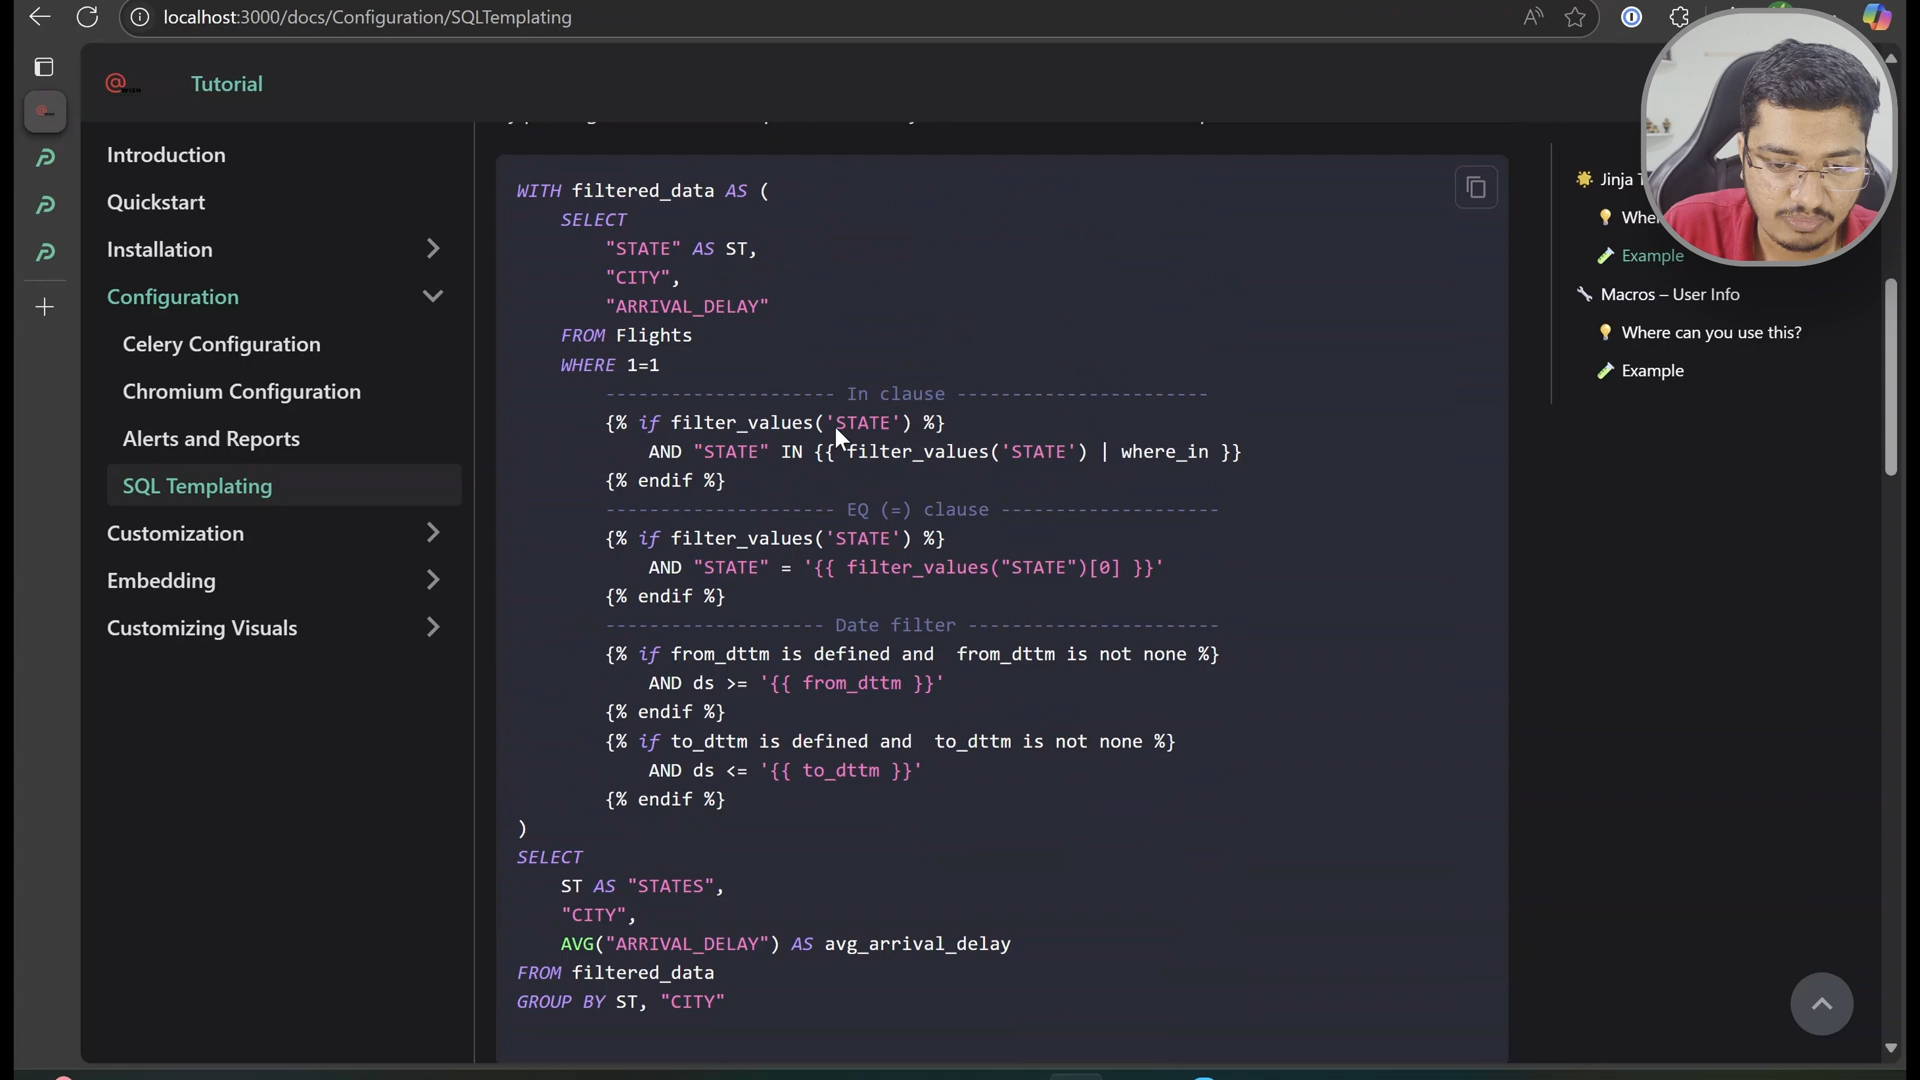 localhost:3000/docs/Configuration/SQLTemplating
Tutorial
Introduction
Quickstart
Installation
Configuration
Celery Configuration
Chromium Configuration
Alerts and Reports
SQL Templating
Customization
Embedding
Customizing Visuals
WITH filtered_data AS (
SELECT
"STATE" AS ST,
"CITY",
"ARRIVAL_DELAY"
FROM Flights
WHERE 1=1
--------------------- In clause -----------------------
{% if filter_values('STATE') %}
AND "STATE" IN {{ filter_values('STATE') | where_in }}
{% endif %}
--------------------- EQ (=) clause --------------------
{% if filter_values('STATE') %}
AND "STATE" = '{{ filter_values("STATE")[0] }}'
{% endif %}
-------------------- Date filter -----------------------
{% if from_dttm is defined and  from_dttm is not none %}
AND ds >= '{{ from_dttm }}'
{% endif %}
{% if to_dttm is defined and  to_dttm is not none %}
AND ds <= '{{ to_dttm }}'
{% endif %}
)
SELECT
ST AS "STATES",
"CITY",
AVG("ARRIVAL_DELAY") AS avg_arrival_delay
FROM filtered_data
GROUP BY ST, "CITY"
Jinja
Example
Macros – User Info
Where can you use this?
Example